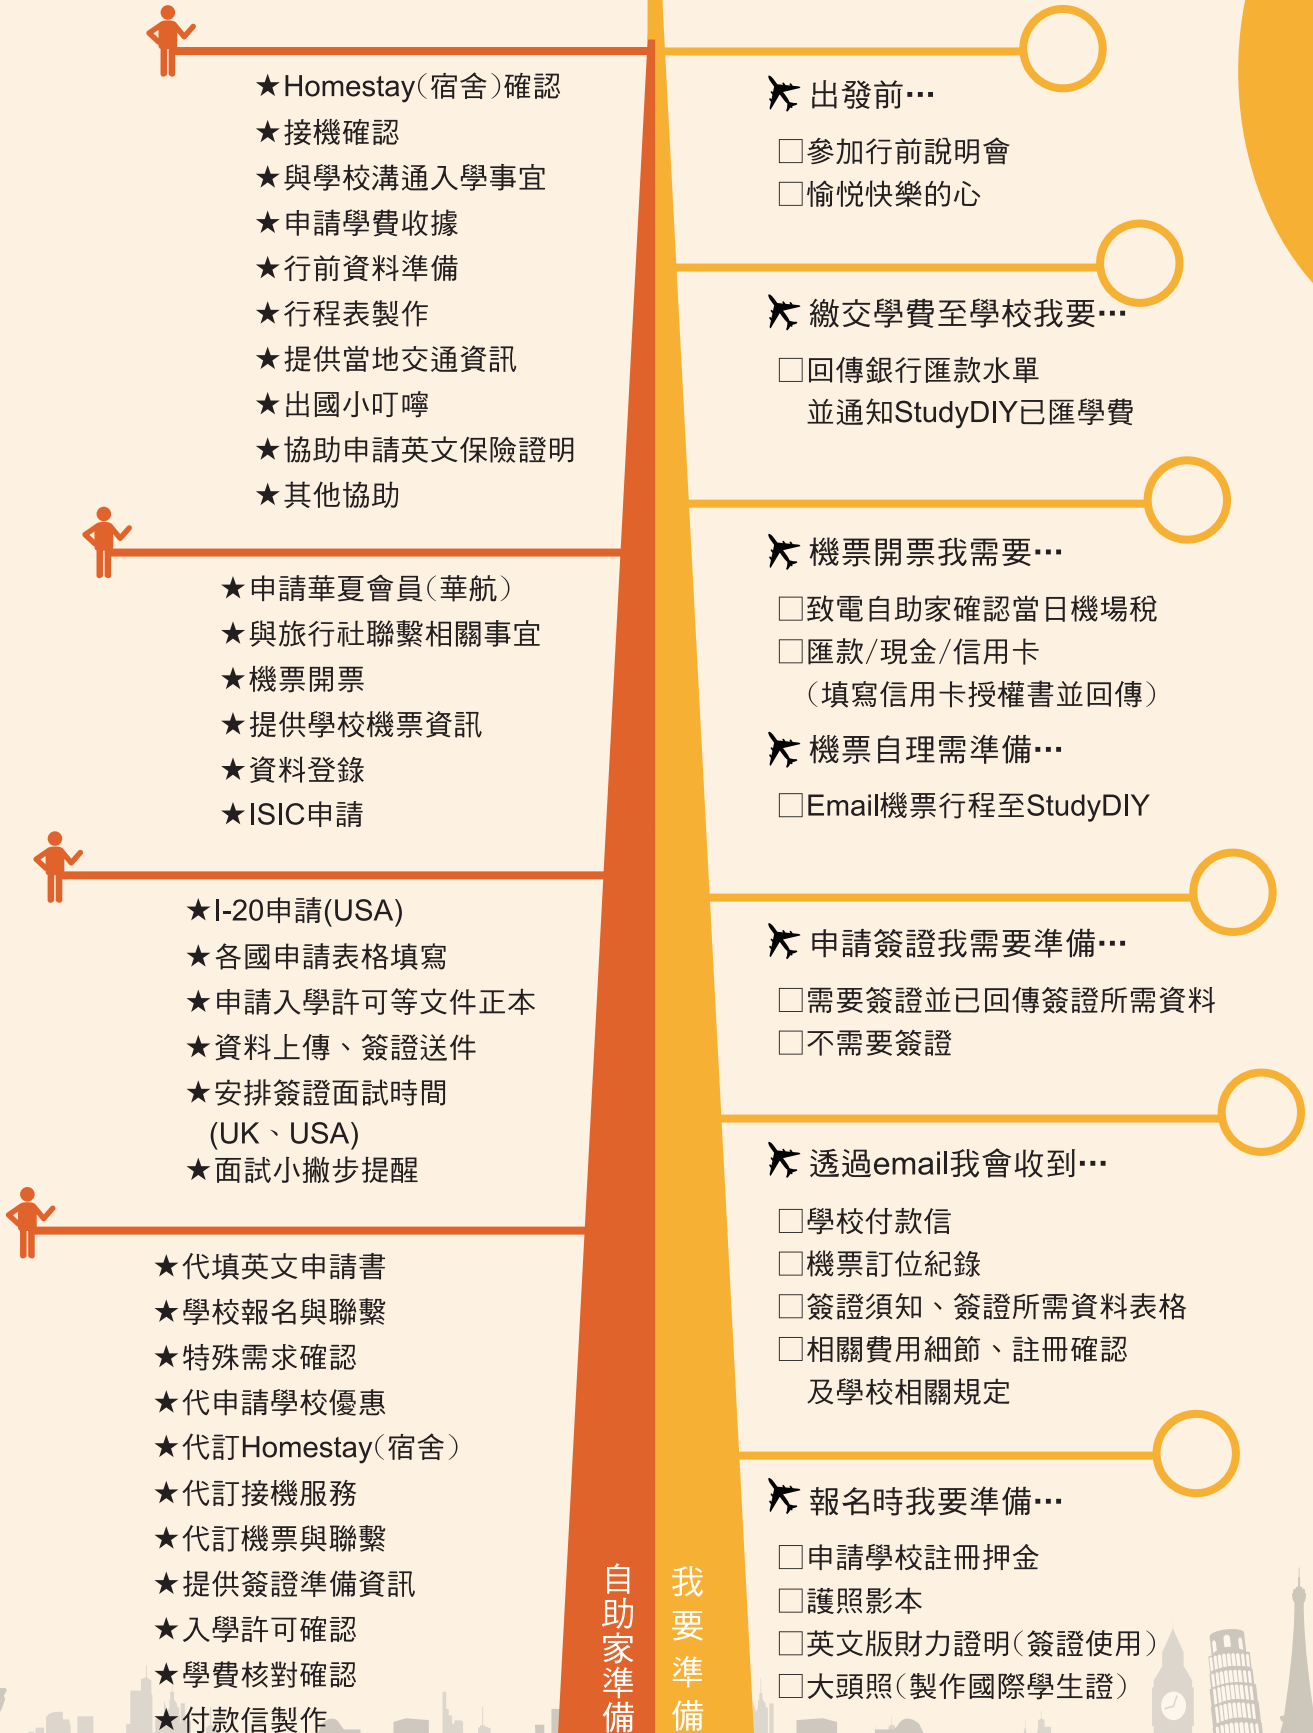 ★Homestay(宿舍)確認
★接機確認
★與學校溝通入學事宜
★申請學費收據
★行前資料準備
★行程表製作
★提供當地交通資訊
★出國小叮嚀
★協助申請英文保險證明
★其他協助
★申請華夏會員(華航)
★與旅行社聯繫相關事宜
★機票開票
★提供學校機票資訊
★資料登錄
★ISIC申請
★I-20申請(USA)
★各國申請表格填寫
★申請入學許可等文件正本
★資料上傳、簽證送件
★安排簽證面試時間
(UK、USA)
★面試小撇步提醒
★代填英文申請書
★學校報名與聯繫
★特殊需求確認
★代申請學校優惠
★代訂Homestay(宿舍)
★代訂接機服務
★代訂機票與聯繫
★提供簽證準備資訊
★入學許可確認
★學費核對確認
★付款信製作
自助家準備
我要準備
出發前…
□參加行前說明會
□愉悦快樂的心
繳交學費至學校我要…
□回傳銀行匯款水單
並通知StudyDIY已匯學費
機票開票我需要…
□致電自助家確認當日機場稅
□匯款/現金/信用卡
(填寫信用卡授權書並回傳)
機票自理需準備…
□Email機票行程至StudyDIY
申請簽證我需要準備…
□需要簽證並已回傳簽證所需資料
□不需要簽證
透過email我會收到…
□學校付款信
□機票訂位紀錄
□簽證須知、簽證所需資料表格
□相關費用細節、註冊確認
及學校相關規定
報名時我要準備…
□申請學校註冊押金
□護照影本
□英文版財力證明(簽證使用)
□大頭照(製作國際學生證)